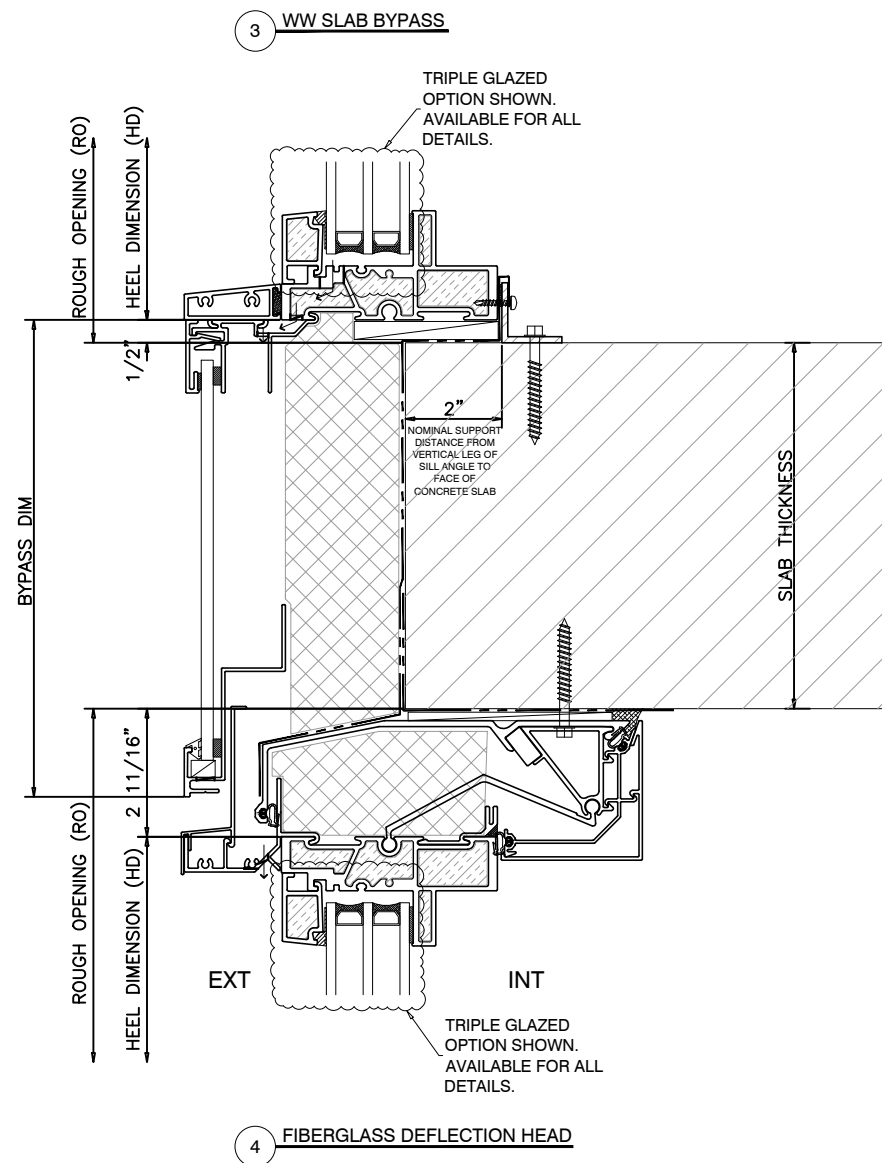 3 WW SLAB BYPASS
TRIPLE GLAZED
OPTION SHOWN.
AVAILABLE FOR ALL
DETAILS.
ROUGH OPENING (RO)
HEEL DIMENSION (HD)
1/2"
2"
NOMINAL SUPPORT
DISTANCE FROM
VERTICAL LEG OF
SILL ANGLE TO
FACE OF
CONCRETE SLAB
BYPASS DIM
SLAB THICKNESS
2 11/16"
ROUGH OPENING (RO)
HEEL DIMENSION (HD)
EXT
INT
TRIPLE GLAZED
OPTION SHOWN.
AVAILABLE FOR ALL
DETAILS.
4 FIBERGLASS DEFLECTION HEAD